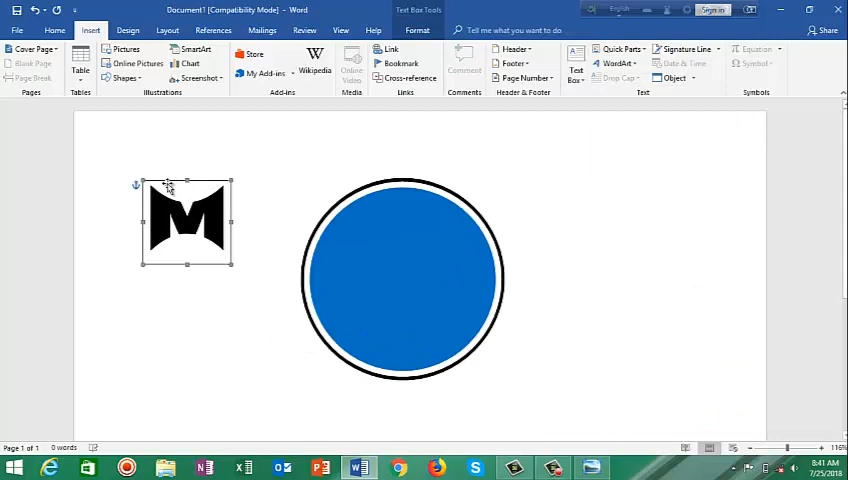 Document1 [Compatibility Mode] - Word
Text Box Tools
English
Sign in
File
Home
Insert
Design
Layout
References
Mailings
Review
View
Help
Format
Tell me what you want to do
Share
Cover Page
Blank Page
Page Break
Pages
Table
Tables
Pictures
Online Pictures
Shapes
SmartArt
Chart
Screenshot
Illustrations
Store
My Add-ins
Wikipedia
Add-ins
Online Video
Media
Link
Bookmark
Cross-reference
Links
Comment
Comments
Header
Footer
Page Number
Header & Footer
Text Box
Quick Parts
WordArt
Drop Cap
Signature Line
Date & Time
Object
Text
Equation
Symbol
Symbols
M
Page 1 of 1
0 words
116%
8:41 AM
7/25/2018